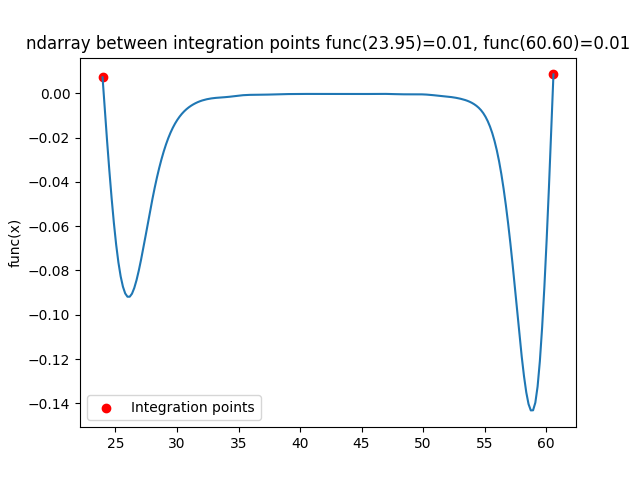 ndarray between integration points func(23.95)=0.01, func(60.60)=0.01
0.00
−0.02
−0.04
−0.06
−0.08
−0.10
−0.12
−0.14
func(x)
Integration points
25 30 35 40 45 50 55 60